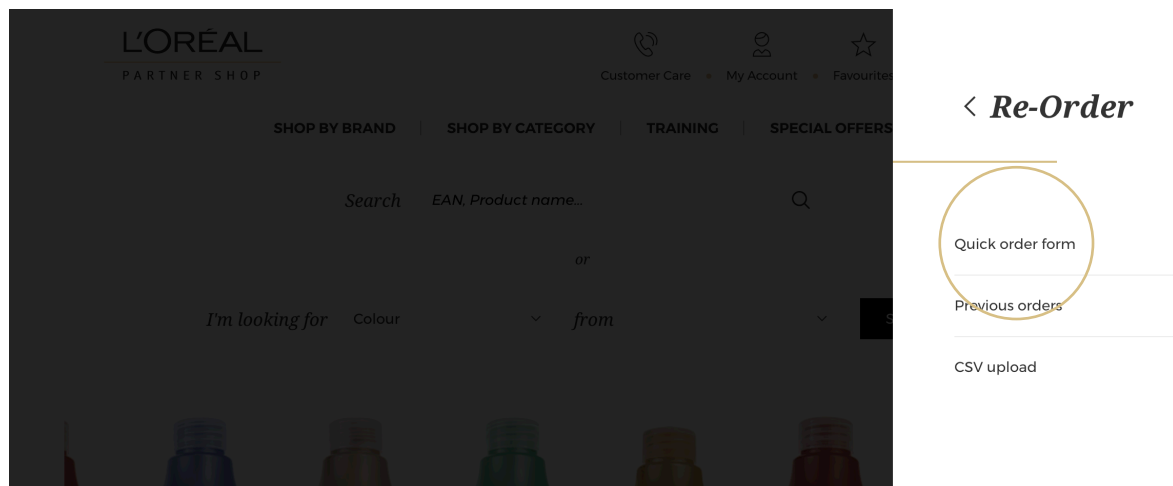 L'ORÉAL
PARTNER SHOP
Customer Care
My Account
Favourites
SHOP BY BRAND
SHOP BY CATEGORY
TRAINING
SPECIAL OFFERS
Search
EAN, Product name...
or
I'm looking for
Colour
from
S
Re-Order
Quick order form
Previous orders
CSV upload